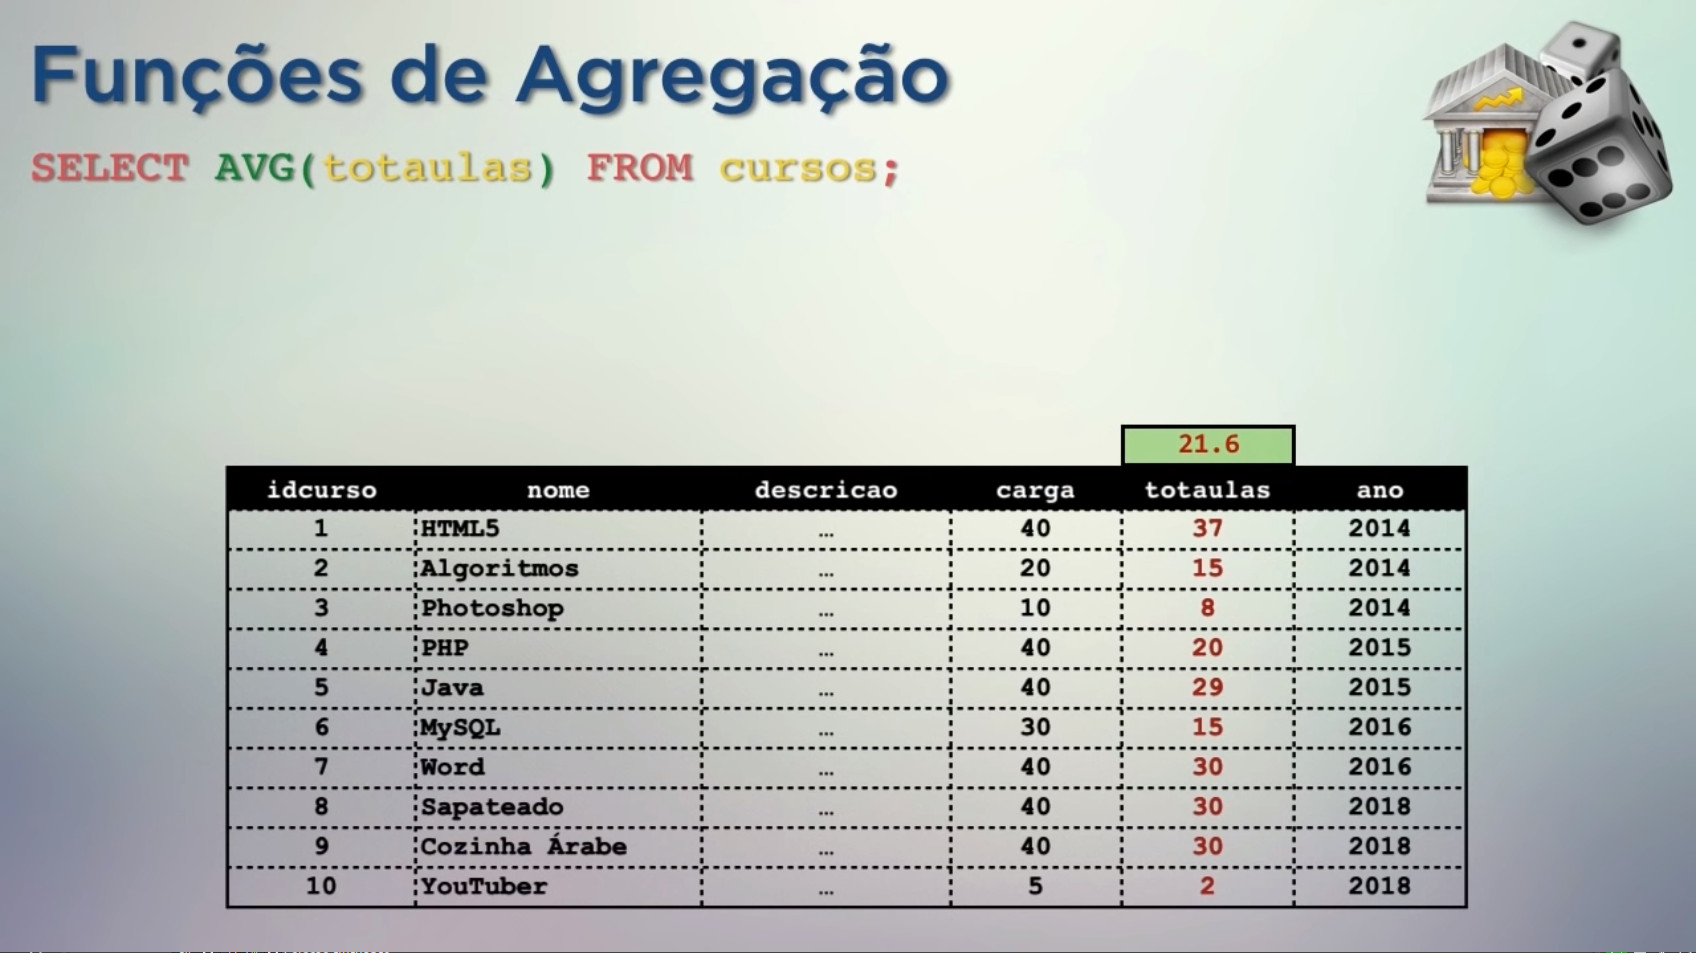 Funções de Agregação
SELECT AVG(totaulas) FROM cursos;
21.6
idcurso nome descricao carga totaulas ano
1 HTML5 … 40 37 2014
2 Algoritmos … 20 15 2014
3 Photoshop … 10 8 2014
4 PHP … 40 20 2015
5 Java … 40 29 2015
6 MySQL … 30 15 2016
7 Word … 40 30 2016
8 Sapateado … 40 30 2018
9 Cozinha Árabe … 40 30 2018
10 YouTuber … 5 2 2018